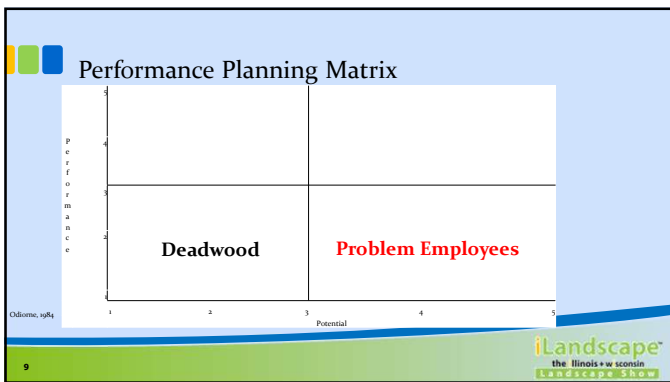 Performance Planning Matrix
5
P
e
r
f
o
r
m
a
n
c
e
4
3
2
1
Deadwood
Problem Employees
1
2
3
4
5
Potential
Odiorne, 1984
9
iLandscape™
the Illinois + wisconsin
Landscape Show